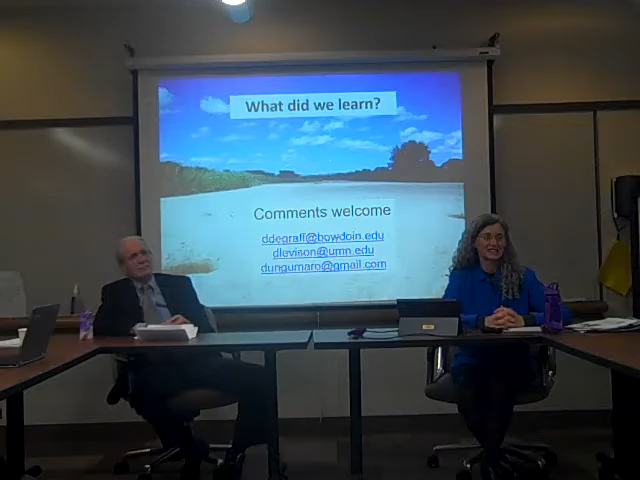 What did we learn?
Comments welcome
ddegraff@bowdoin.edu
dlevison@umn.edu
dungumaro@gmail.com